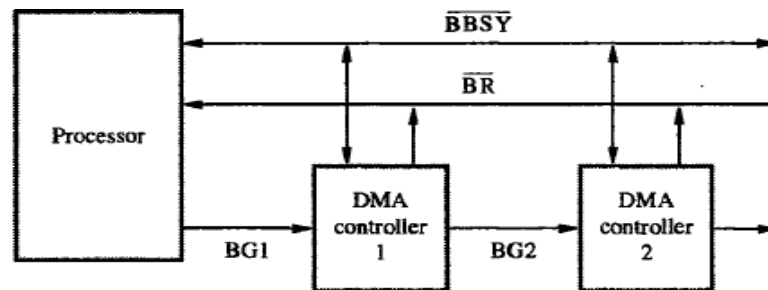 BBSY
BR
Processor
DMA
controller
1
DMA
controller
2
BG1
BG2